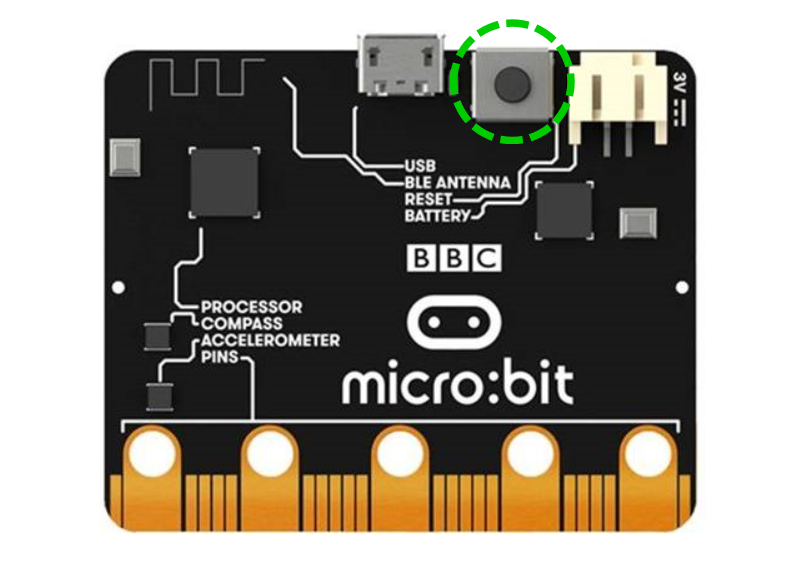 3V
USB
BLE ANTENNA
RESET
BATTERY
BBC
PROCESSOR
COMPASS
ACCELEROMETER
PINS
micro:bit